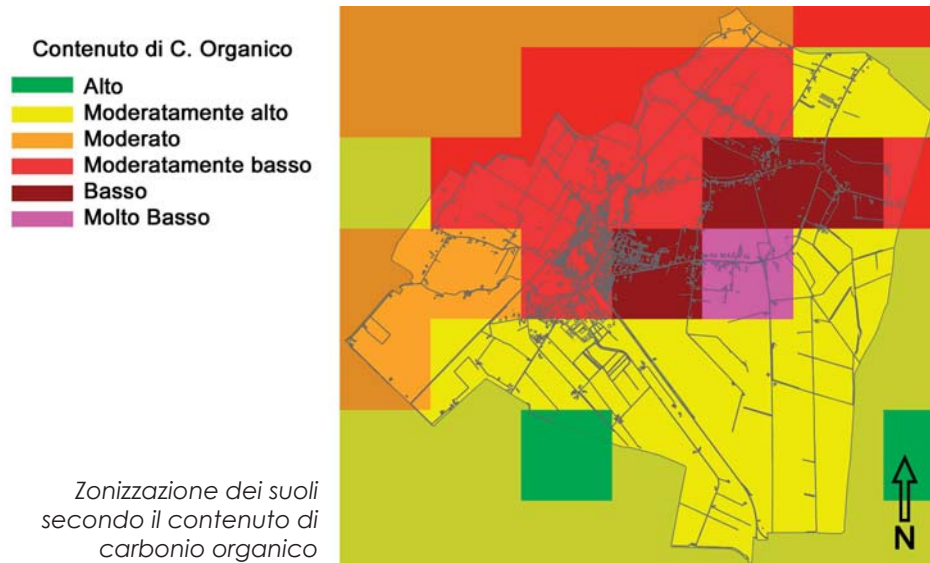 Contenuto di C. Organico
Alto
Moderatamente alto
Moderato
Moderatamente basso
Basso
Molto Basso
Zonizzazione dei suoli
secondo il contenuto di
carbonio organico
N